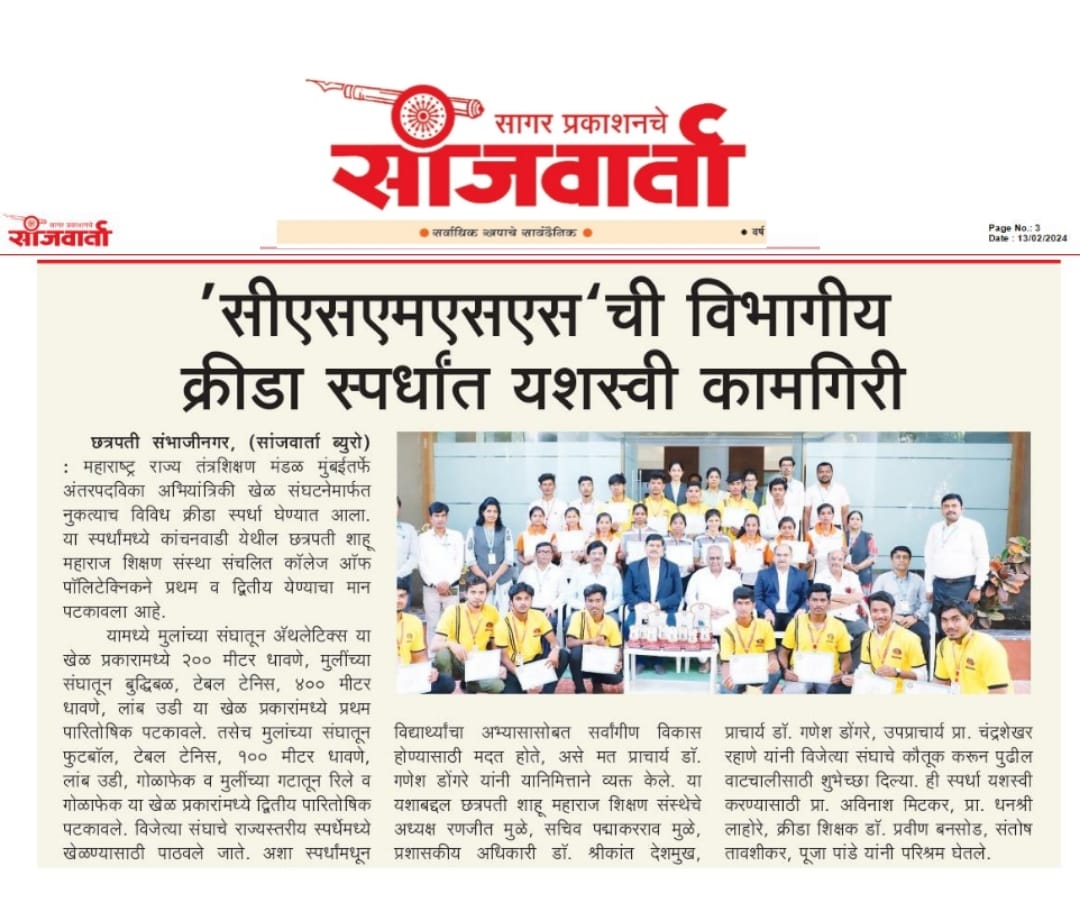 सागर प्रकाशनचे
सांजवार्ता
● सर्वाधिक खपाचे सायंदैनिक ●
● वर्ष
सागर प्रकाशनचे
सांजवार्ता
Page No.: 3
Date : 13/02/2024
’सीएसएमएसएस‘ची विभागीय
क्रीडा स्पर्धांत यशस्वी कामगिरी
छत्रपती संभाजीनगर, (सांजवार्ता ब्युरो)
: महाराष्ट्र राज्य तंत्रशिक्षण मंडळ मुंबईतर्फे
अंतरपदविका अभियांत्रिकी खेळ संघटनेमार्फत
नुकत्याच विविध क्रीडा स्पर्धा घेण्यात आला.
या स्पर्धांमध्ये कांचनवाडी येथील छत्रपती शाहू
महाराज शिक्षण संस्था संचलित कॉलेज ऑफ
पॉलिटेक्निकने प्रथम व द्वितीय येण्याचा मान
पटकावला आहे.
यामध्ये मुलांच्या संघातून ॲथलेटिक्स या
खेळ प्रकारामध्ये २०० मीटर धावणे, मुलींच्या
संघातून बुद्धिबळ, टेबल टेनिस, ४०० मीटर
धावणे, लांब उडी या खेळ प्रकारांमध्ये प्रथम
पारितोषिक पटकावले. तसेच मुलांच्या संघातून
फुटबॉल, टेबल टेनिस, १०० मीटर धावणे,
लांब उडी, गोळाफेक व मुलींच्या गटातून रिले व
गोळाफेक या खेळ प्रकारांमध्ये द्वितीय पारितोषिक
पटकावले. विजेत्या संघाचे राज्यस्तरीय स्पर्धेमध्ये
खेळण्यासाठी पाठवले जाते. अशा स्पर्धांमधून
विद्यार्थ्यांचा अभ्यासासोबत सर्वांगीण विकास
होण्यासाठी मदत होते, असे मत प्राचार्य डॉ.
गणेश डोंगरे यांनी यानिमित्ताने व्यक्त केले. या
यशाबद्दल छत्रपती शाहू महाराज शिक्षण संस्थेचे
अध्यक्ष रणजीत मुळे, सचिव पद्माकरराव मुळे,
प्रशासकीय अधिकारी डॉ. श्रीकांत देशमुख,
प्राचार्य डॉ. गणेश डोंगरे, उपप्राचार्य प्रा. चंद्रशेखर
रहाणे यांनी विजेत्या संघाचे कौतूक करून पुढील
वाटचालीसाठी शुभेच्छा दिल्या. ही स्पर्धा यशस्वी
करण्यासाठी प्रा. अविनाश मिटकर, प्रा. धनश्री
लाहोरे, क्रीडा शिक्षक डॉ. प्रवीण बनसोड, संतोष
तावशीकर, पूजा पांडे यांनी परिश्रम घेतले.